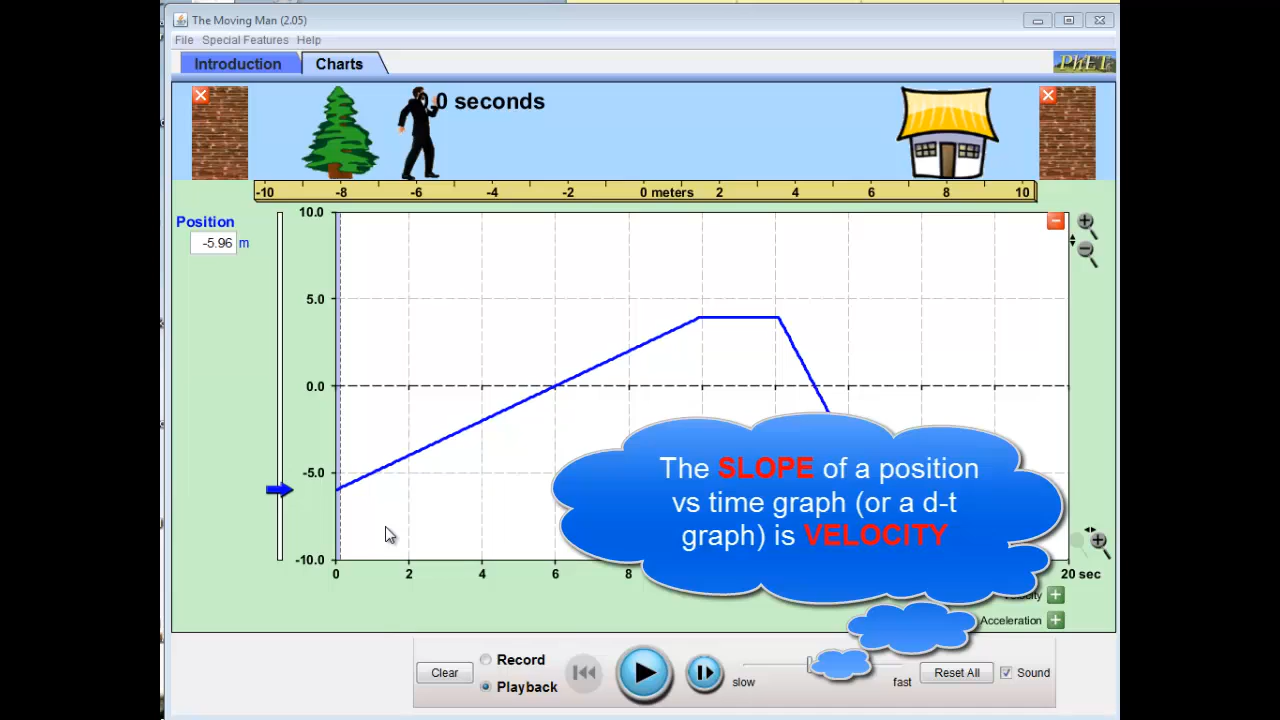 The Moving Man (2.05)
File Special Features Help
Introduction Charts
PhET
0 seconds
-10 -8 -6 -4 -2 0 meters 2 4 6 8 10
Position
-5.96 m
10.0
5.0
0.0
-5.0
-10.0
The SLOPE of a position
vs time graph (or a d-t
graph) is VELOCITY
0 2 4 6 8 20 sec
Acceleration
Clear
Record
Playback
slow
fast
Reset All
Sound